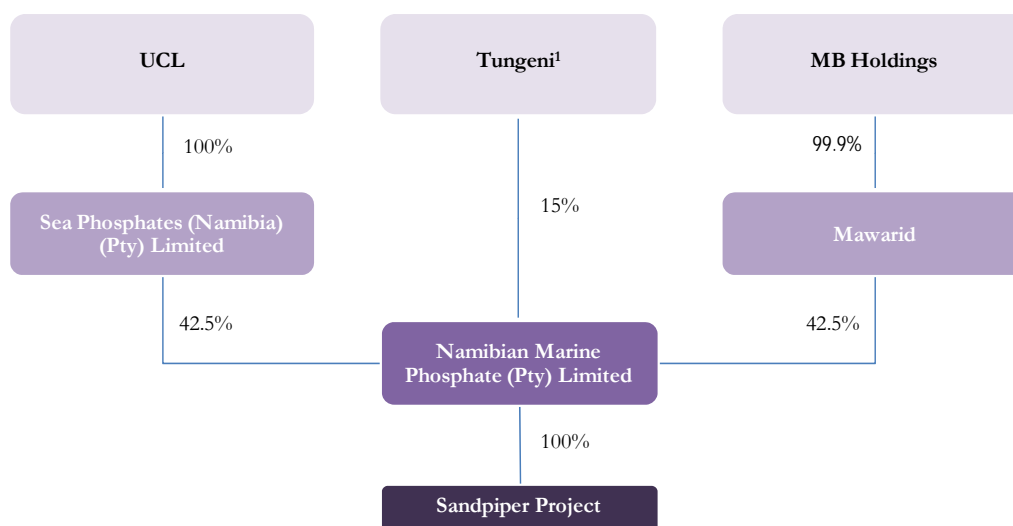 UCL
Tungeni¹
MB Holdings
100%
99.9%
15%
Sea Phosphates (Namibia)
(Pty) Limited
Mawarid
42.5%
42.5%
Namibian Marine
Phosphate (Pty) Limited
100%
Sandpiper Project